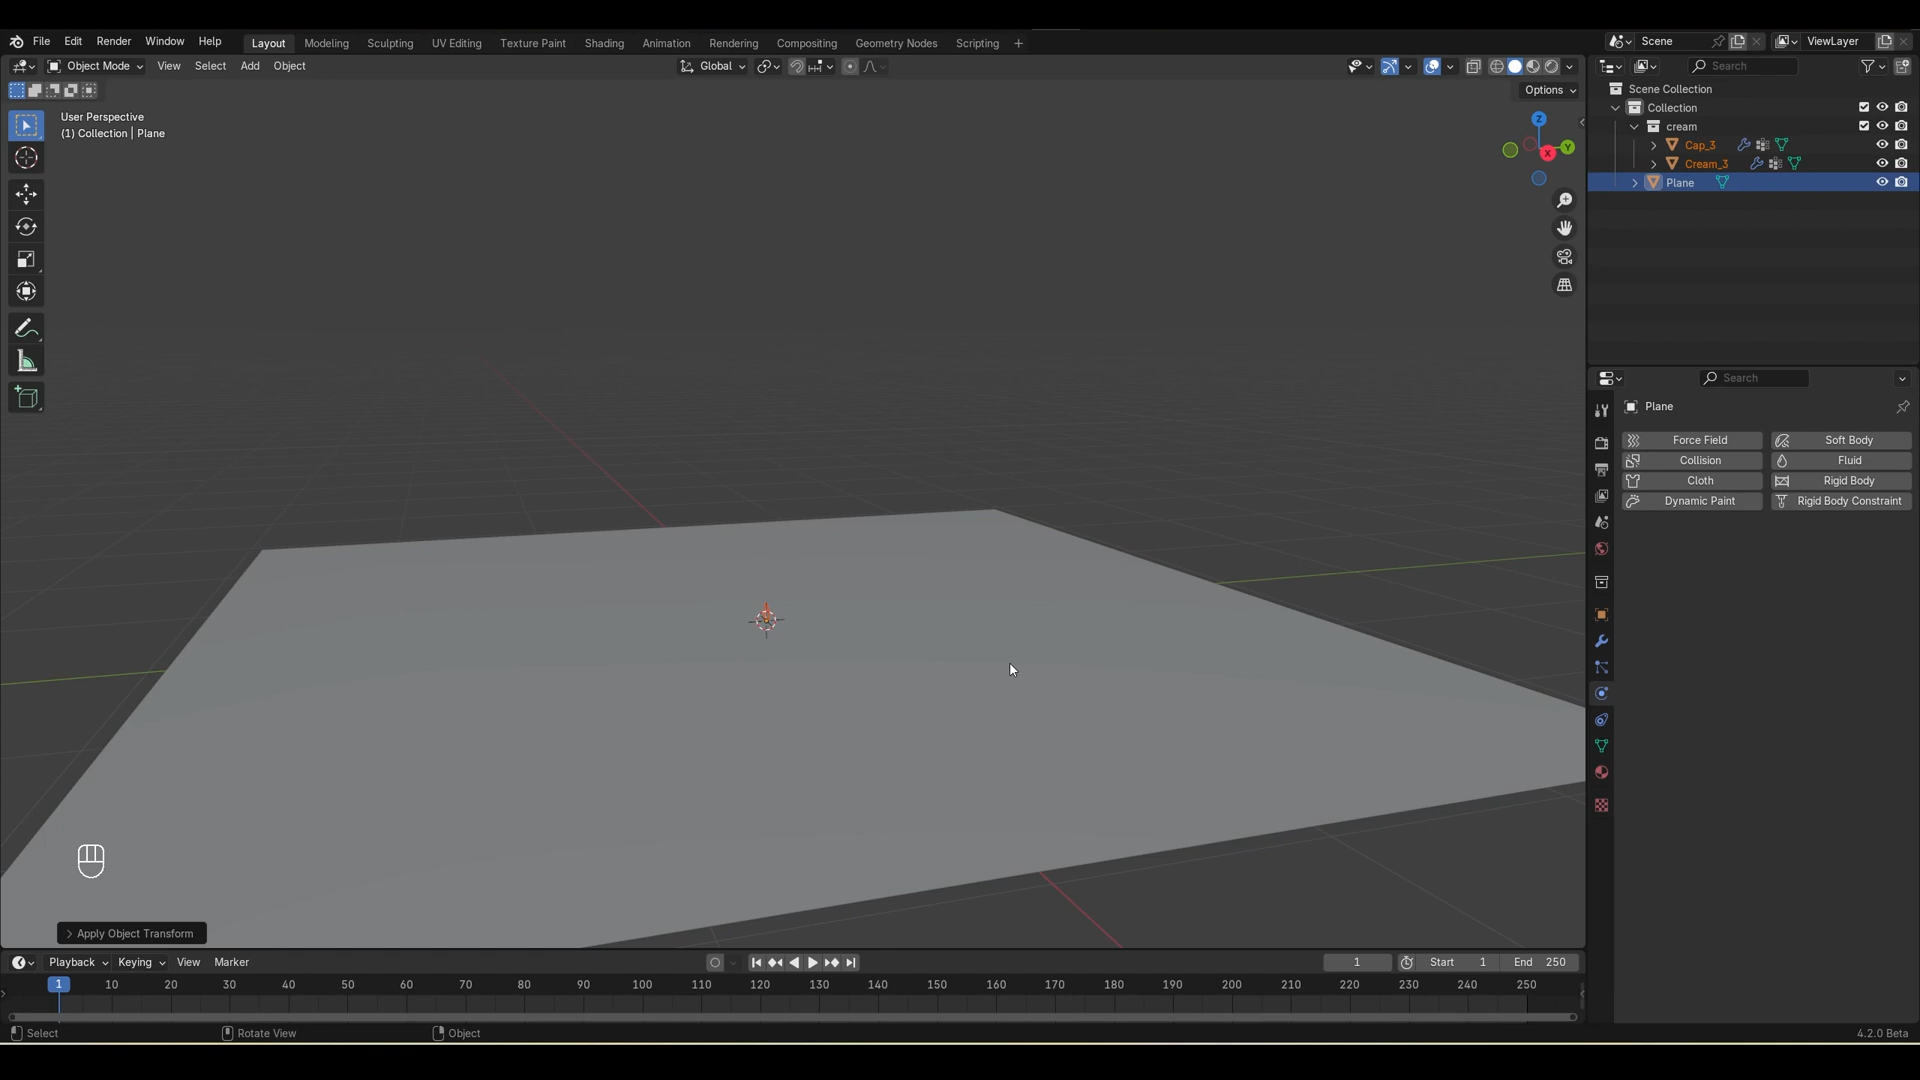 File Edit Render Window Help Layout Modeling Sculpting UV Editing Texture Paint Shading Animation Rendering Compositing Geometry Nodes Scripting + Scene ViewLayer
Object Mode View Select Add Object Global Search
Options
User Perspective
(1) Collection | Plane
Z
Y
X
Scene Collection
Collection
cream
Cap_3
Cream_3
Plane
Search
Plane
Force Field Soft Body
Collision Fluid
Cloth Rigid Body
Dynamic Paint Rigid Body Constraint
> Apply Object Transform
Playback Keying View Marker 1 Start 1 End 250
1 10 20 30 40 50 60 70 80 90 100 110 120 130 140 150 160 170 180 190 200 210 220 230 240 250
Select Rotate View Object 4.2.0 Beta